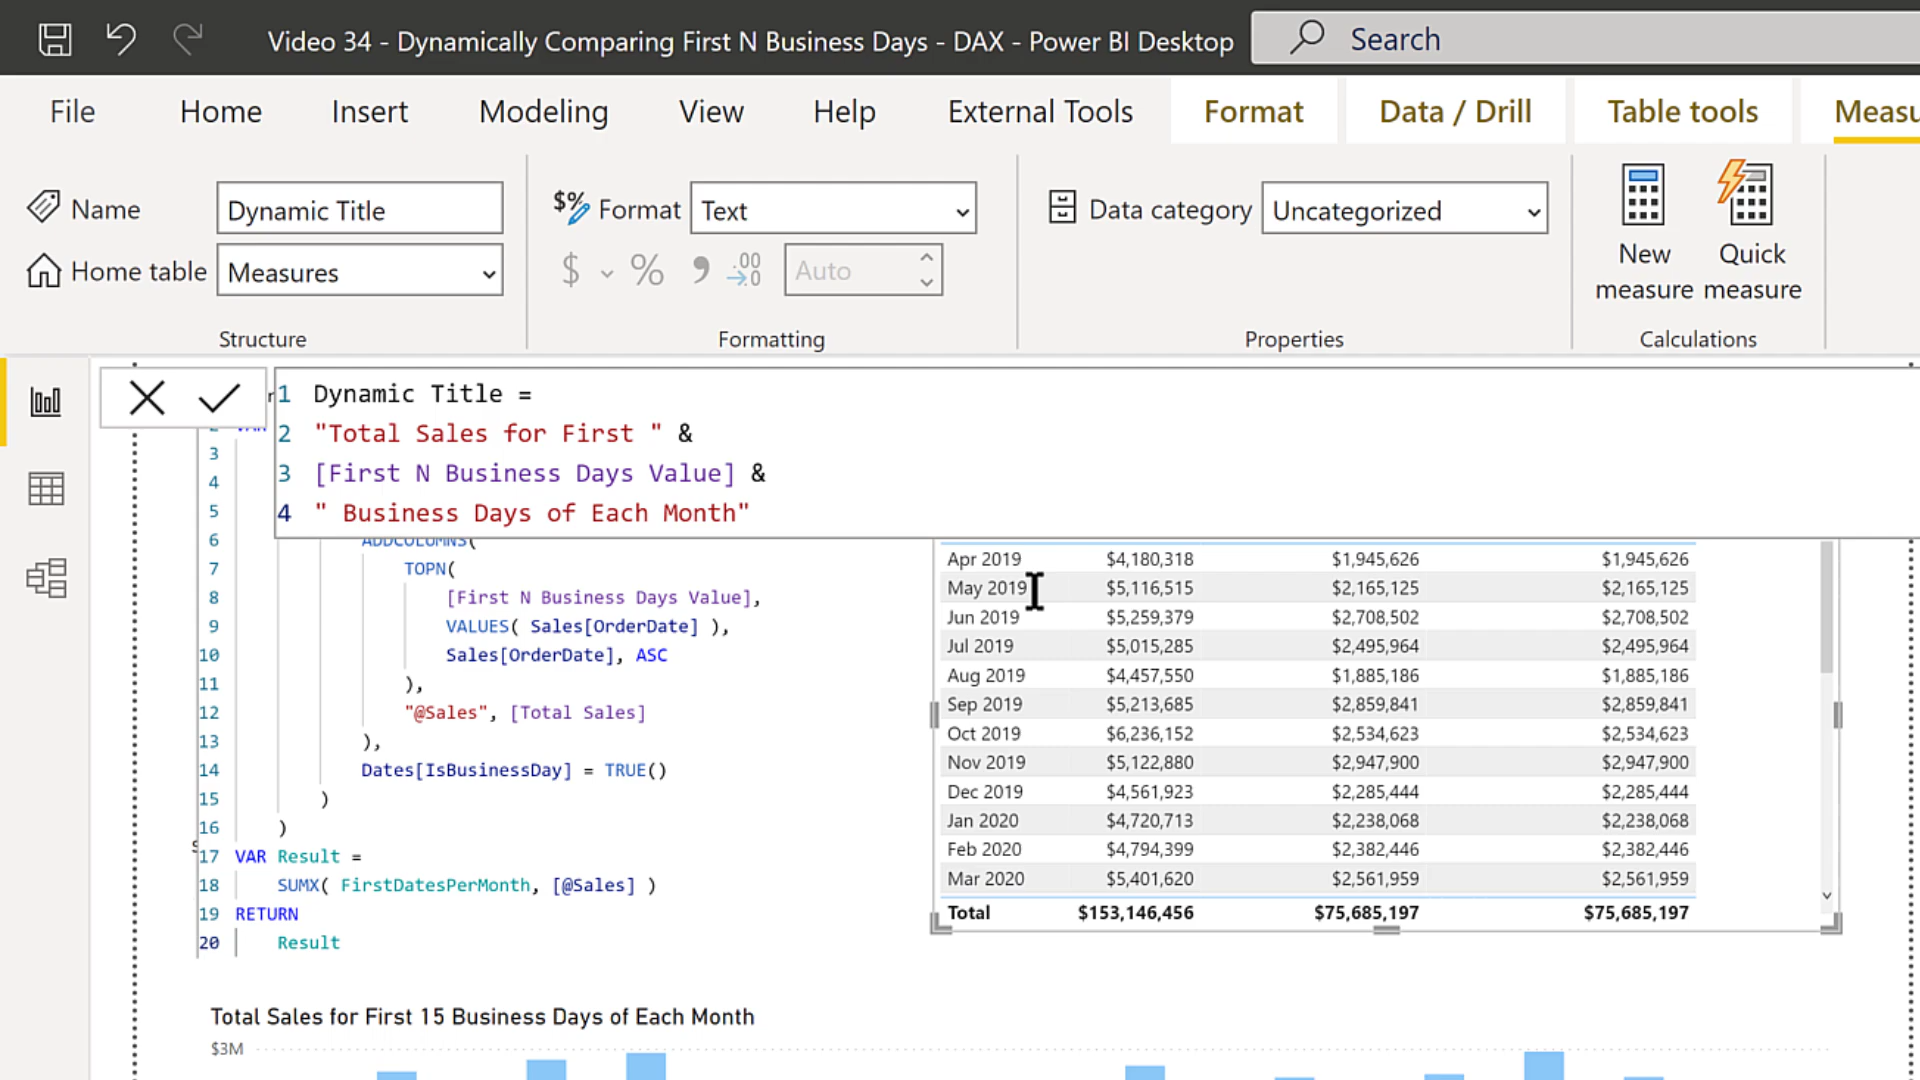 Video 34 - Dynamically Comparing First N Business Days - DAX - Power BI Desktop
Search
File Home Insert Modeling View Help External Tools Format Data / Drill Table tools Measu
Name Dynamic Title
Home table Measures
Structure
$% Format Text
$ % , .00 .0 Auto
Formatting
Data category Uncategorized
Properties
New measure
Quick measure
Calculations
1 Dynamic Title =
2 "Total Sales for First " &
3 [First N Business Days Value] &
4 " Business Days of Each Month"
2 VAR
3
4
5
6 ADDCOLUMNS(
7 TOPN(
8 [First N Business Days Value],
9 VALUES( Sales[OrderDate] ),
10 Sales[OrderDate], ASC
11 ),
12 "@Sales", [Total Sales]
13 ),
14 Dates[IsBusinessDay] = TRUE()
15 )
16 )
17 VAR Result =
18 SUMX( FirstDatesPerMonth, [@Sales] )
19 RETURN
20 Result
Apr 2019 $4,180,318 $1,945,626 $1,945,626
May 2019 $5,116,515 $2,165,125 $2,165,125
Jun 2019 $5,259,379 $2,708,502 $2,708,502
Jul 2019 $5,015,285 $2,495,964 $2,495,964
Aug 2019 $4,457,550 $1,885,186 $1,885,186
Sep 2019 $5,213,685 $2,859,841 $2,859,841
Oct 2019 $6,236,152 $2,534,623 $2,534,623
Nov 2019 $5,122,880 $2,947,900 $2,947,900
Dec 2019 $4,561,923 $2,285,444 $2,285,444
Jan 2020 $4,720,713 $2,238,068 $2,238,068
Feb 2020 $4,794,399 $2,382,446 $2,382,446
Mar 2020 $5,401,620 $2,561,959 $2,561,959
Total $153,146,456 $75,685,197 $75,685,197
Total Sales for First 15 Business Days of Each Month
$3M